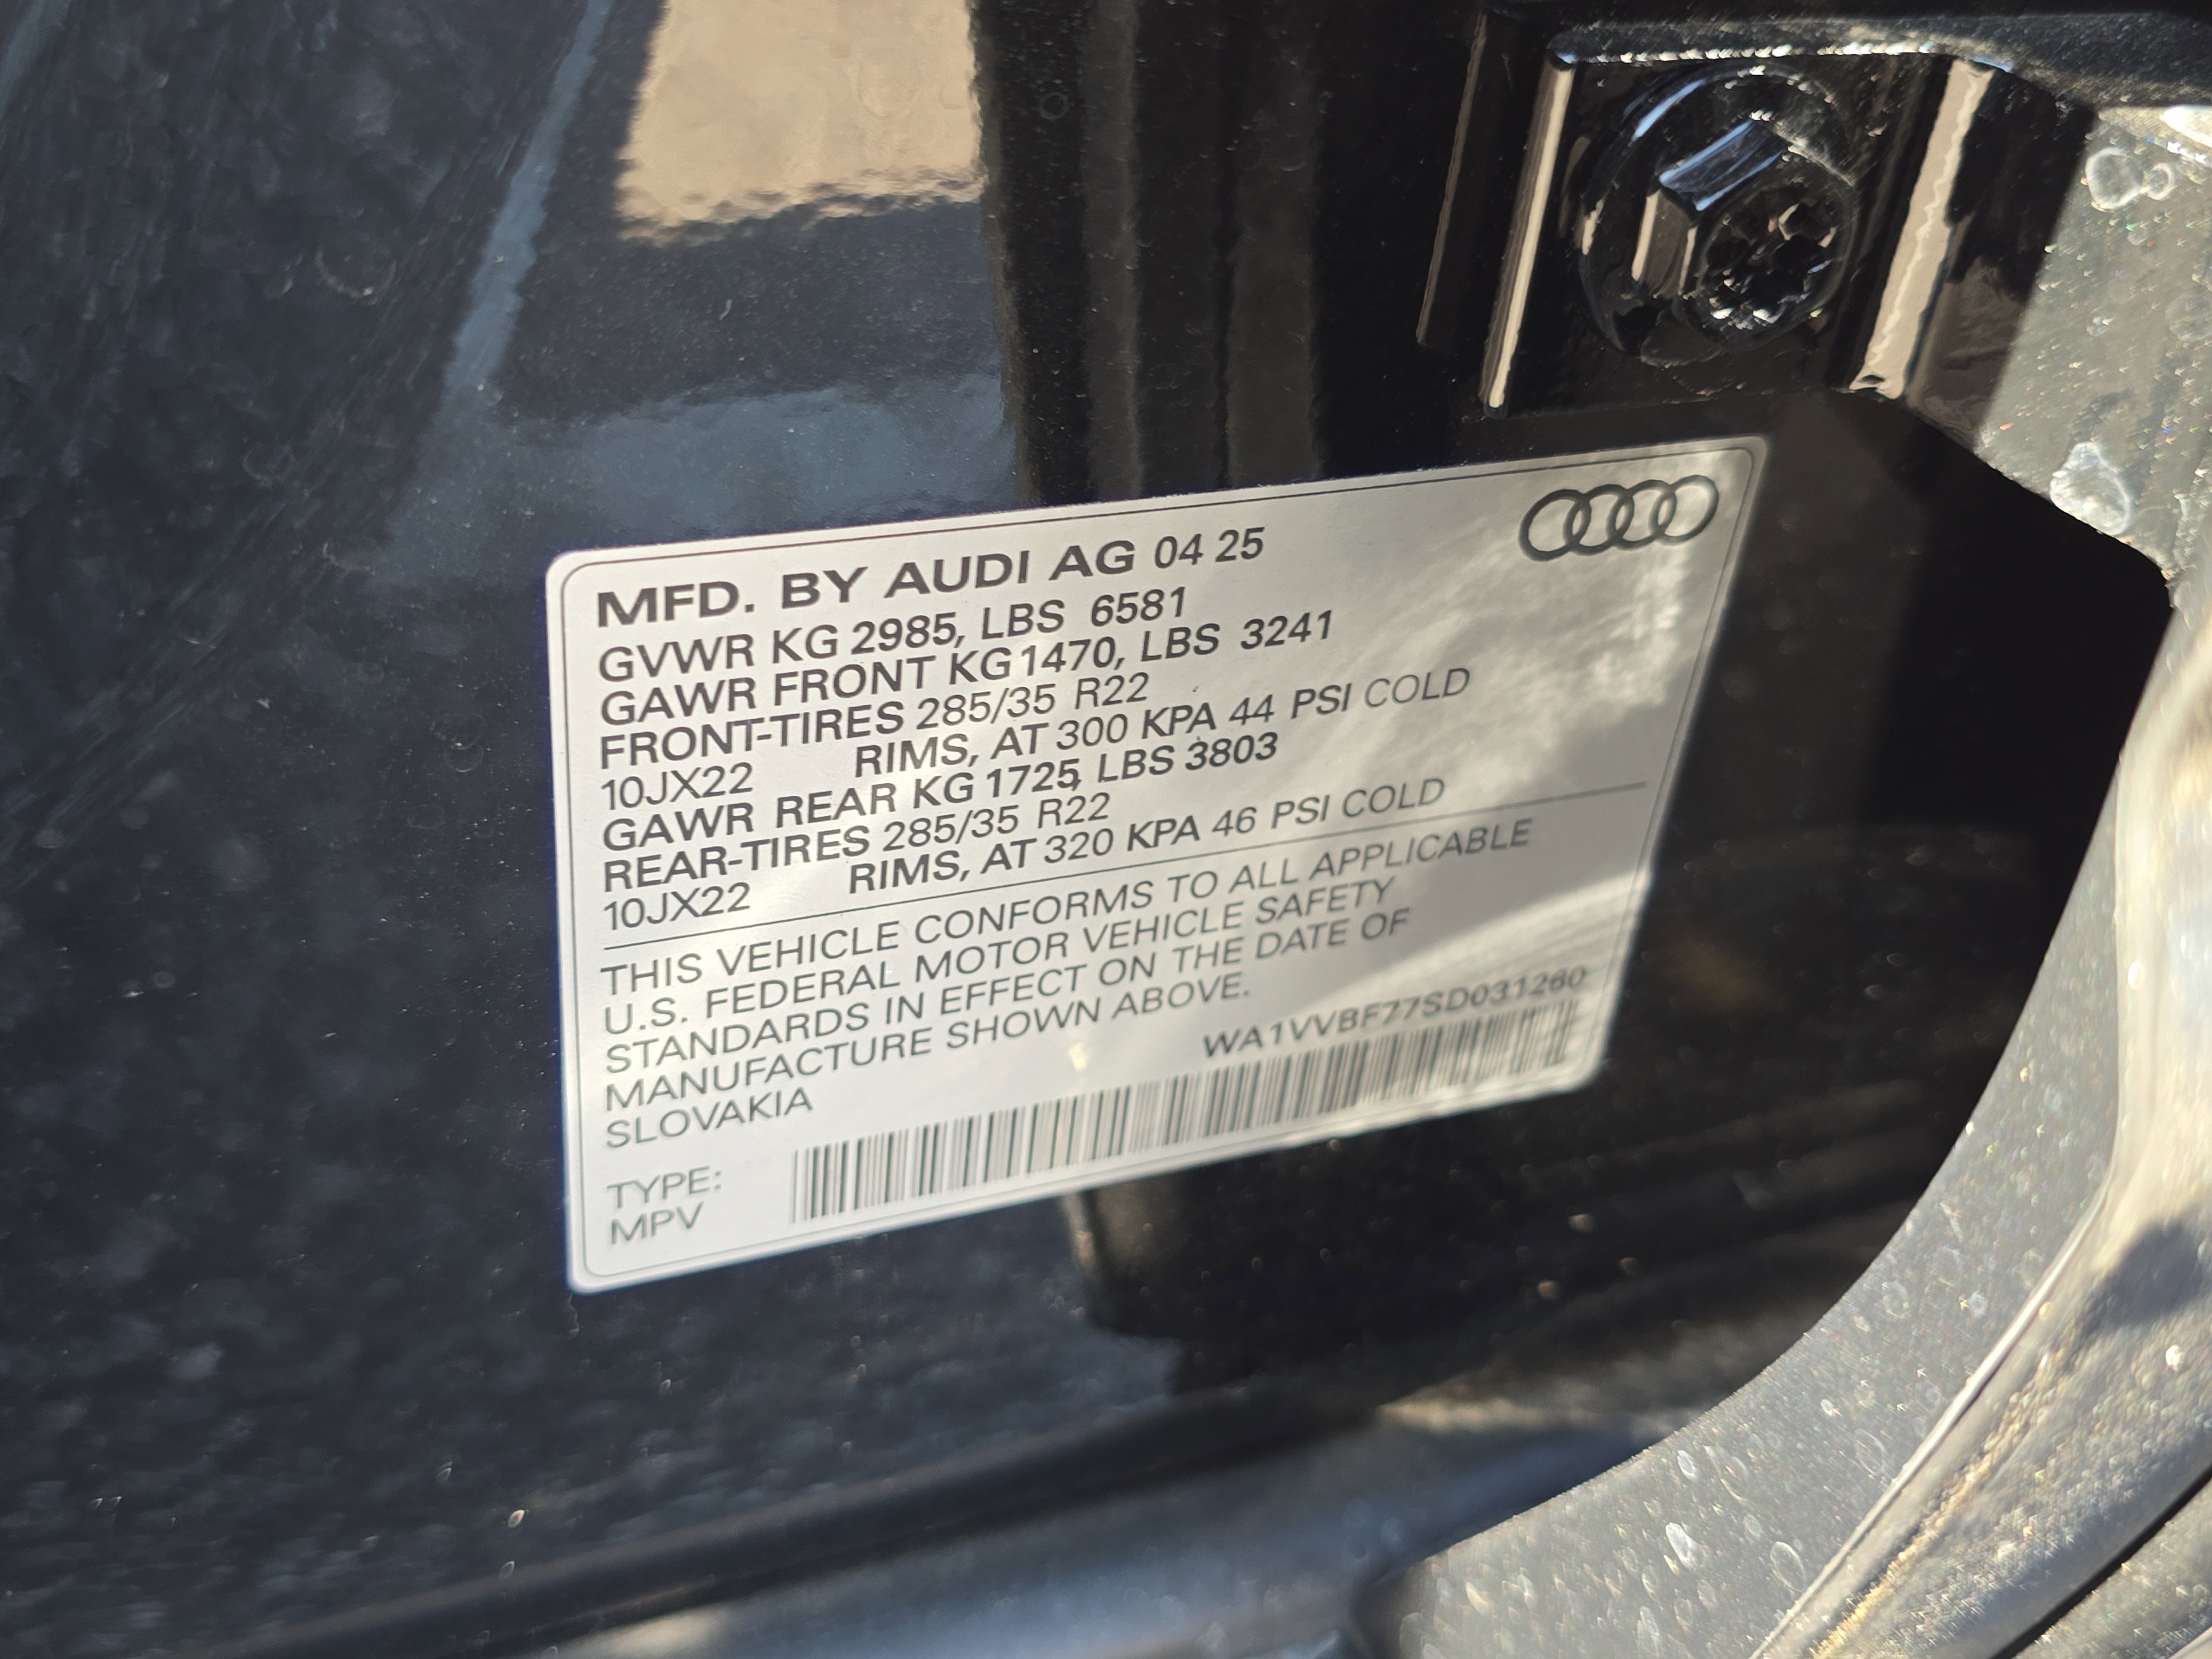 MFD. BY AUDI AG 04 25
GVWR KG 2985, LBS 6581
GAWR FRONT KG 1470, LBS 3241
FRONT-TIRES 285/35 R22
10JX22 RIMS, AT 300 KPA 44 PSI COLD
GAWR REAR KG 1725, LBS 3803
REAR-TIRES 285/35 R22
10JX22 RIMS, AT 320 KPA 46 PSI COLD
THIS VEHICLE CONFORMS TO ALL APPLICABLE
U.S. FEDERAL MOTOR VEHICLE SAFETY
STANDARDS IN EFFECT ON THE DATE OF
MANUFACTURE SHOWN ABOVE.
SLOVAKIA
WA1VVBF77SD031260
TYPE:
MPV